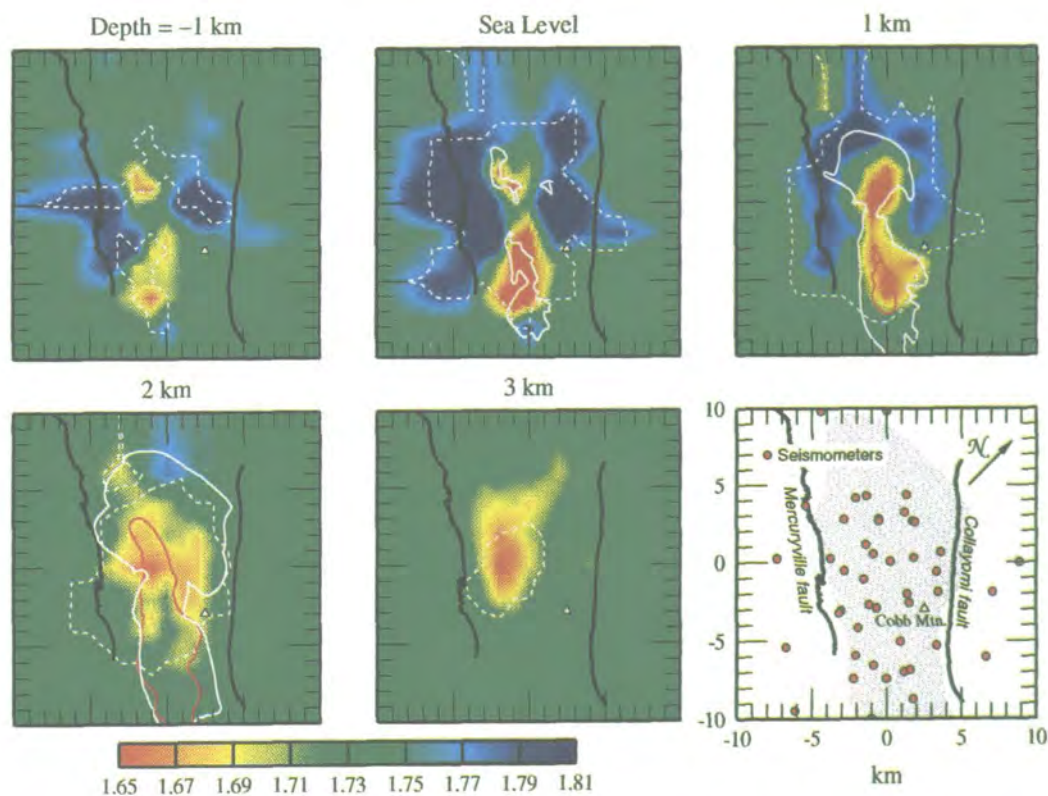 Depth = –1 km
Sea Level
1 km
2 km
3 km
1.65 1.67 1.69 1.71 1.73 1.75 1.77 1.79 1.81
10
5
0
-5
-10
-10 -5 0 5 10
km
Seismometers
N
Mercuryville fault
Collayomi fault
Cobb Mtn.